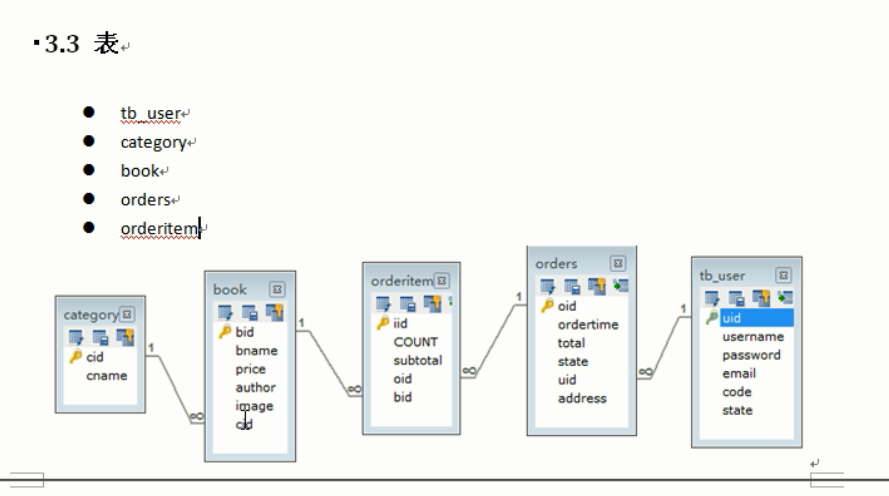 3.3 表
tb_user
category
book
orders
orderitem
category
cid
cname
1
∞
book
bid
bname
price
author
image
cid
1
∞
orderitem
iid
COUNT
subtotal
oid
bid
1
∞
orders
oid
ordertime
total
state
uid
address
1
∞
tb_user
uid
username
password
email
code
state